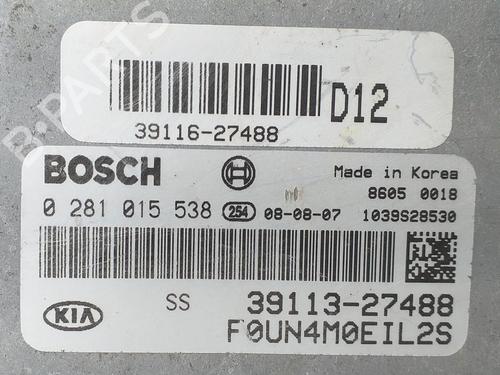 D12
39116-27488
BOSCH
Made in Korea
8605 0018
0 281 015 538 254 08-08-07 1039S28530
KIA SS 39113-27488
F0UN4M0EIL2S
B-PARTS